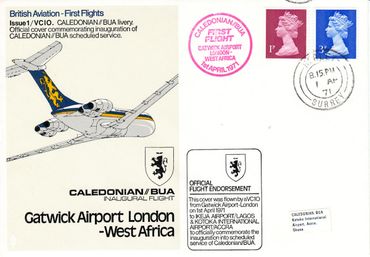 British Aviation - First Flights
Issue 1/VC10. CALEDONIAN//BUA livery.
Official cover commemorating inauguration of
CALEDONIAN//BUA scheduled service.
CALEDONIAN/BUA
FIRST
FLIGHT
GATWICK AIRPORT
LONDON-
WEST AFRICA
1st APRIL 1971
1P
8.15 PM
1 AP
71
SURREY
CALEDONIAN//BUA
INAUGURAL FLIGHT
Gatwick Airport London
-West Africa
OFFICIAL
FLIGHT ENDORSEMENT
This cover was flown by a VC10
from Gatwick Airport-London
on 1st April 1971
to IKEJA AIRPORT/LAGOS
& KOTOKA INTERNATIONAL
AIRPORT/ACCRA
to officially commemorate the
inauguration into scheduled
service of Caledonian/BUA.
CALEDONIAN BUA
Kotoka International
Airport, Accra.
Ghana